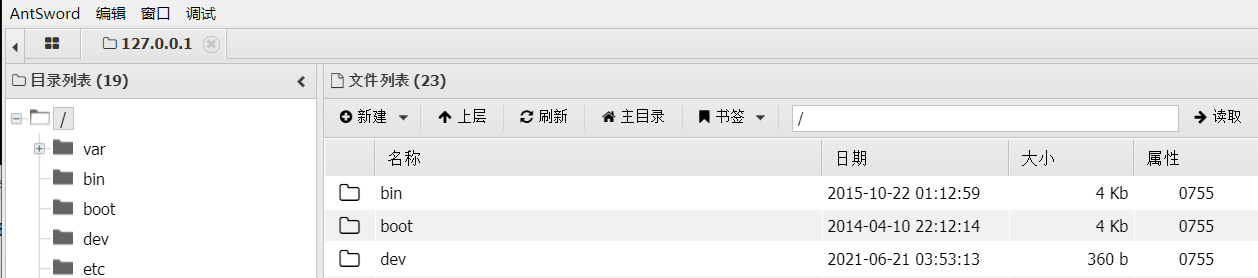 AntSword 编辑 窗口 调试
127.0.0.1
目录列表 (19)
文件列表 (23)
新建 上层 刷新 主目录 书签 / 读取
/
var
bin
boot
dev
etc
名称 日期 大小 属性
bin 2015-10-22 01:12:59 4 Kb 0755
boot 2014-04-10 22:12:14 4 Kb 0755
dev 2021-06-21 03:53:13 360 b 0755